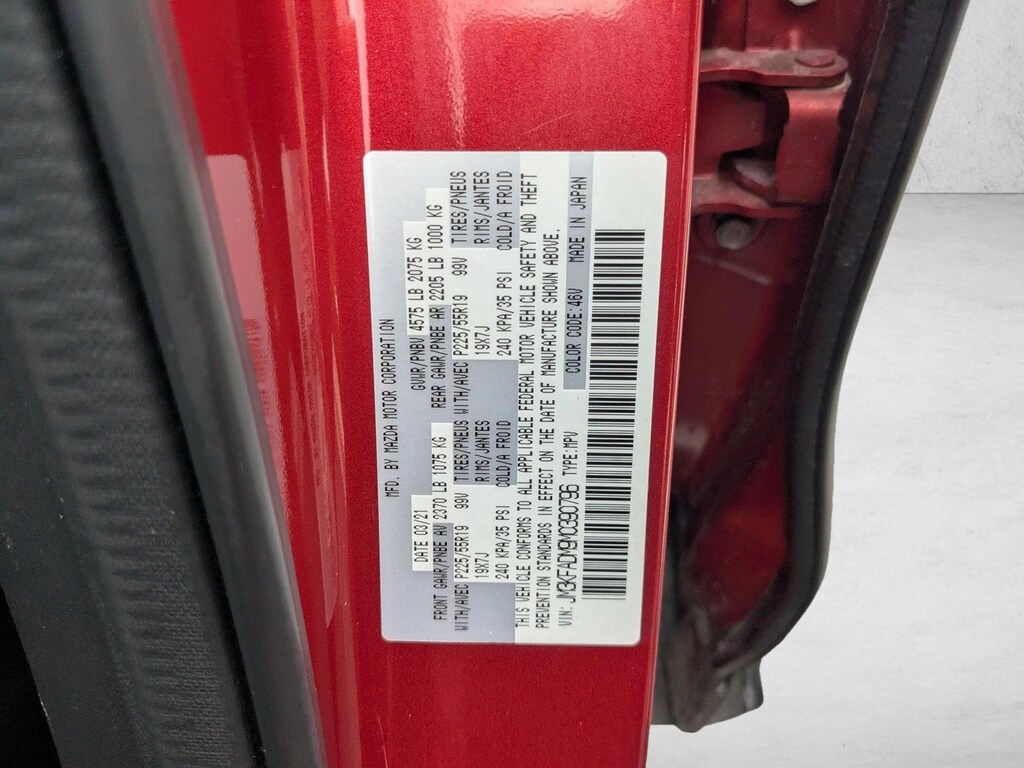 MFD. BY MAZDA MOTOR CORPORATION
DATE 03/21 GVWR/PNBV 4575 LB 2075 KG
FRONT GAWR/PNBE AV 2370 LB 1075 KG REAR GAWR/PNBE AR 2205 LB 1000 KG
WITH/AVEC P225/55R19 99V TIRES/PNEUS WITH/AVEC P225/55R19 99V TIRES/PNEUS
19X7J RIMS/JANTES 19X7J RIMS/JANTES
240 KPA/35 PSI COLD/A FROID 240 KPA/35 PSI COLD/A FROID
THIS VEHICLE CONFORMS TO ALL APPLICABLE FEDERAL MOTOR VEHICLE SAFETY AND THEFT
PREVENTION STANDARDS IN EFFECT ON THE DATE OF MANUFACTURE SHOWN ABOVE.
VIN: JM3KFADM9M0390796 TYPE:MPV COLOR CODE:46V MADE IN JAPAN